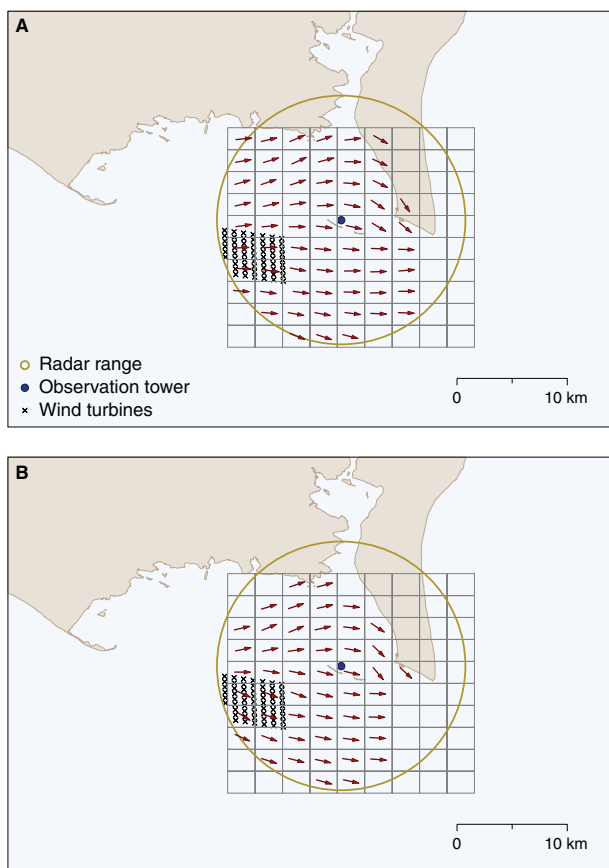 A
Radar range
Observation tower
Wind turbines
0 10 km
B
0 10 km